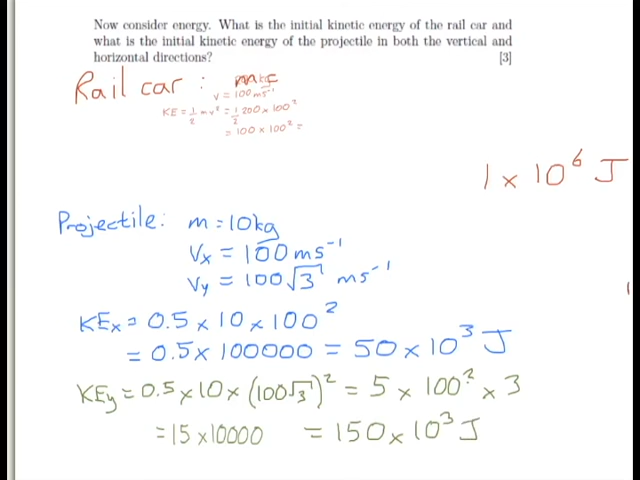 Now consider energy. What is the initial kinetic energy of the rail car and
what is the initial kinetic energy of the projectile in both the vertical and
horizontal directions? [3]
Rail car :
v = 100 ms⁻¹
KE = 1/2 mv² = 1/2 200 × 100²
= 100 × 100² =
1 × 10⁶ J
Projectile: m = 10kg
Vx = 100 ms⁻¹
Vy = 100√3 ms⁻¹
KEx = 0.5 × 10 × 100²
= 0.5 × 100000 = 50 × 10³ J
KEy = 0.5 × 10 × (100√3)² = 5 × 100² × 3
= 15 × 10000 = 150 × 10³ J